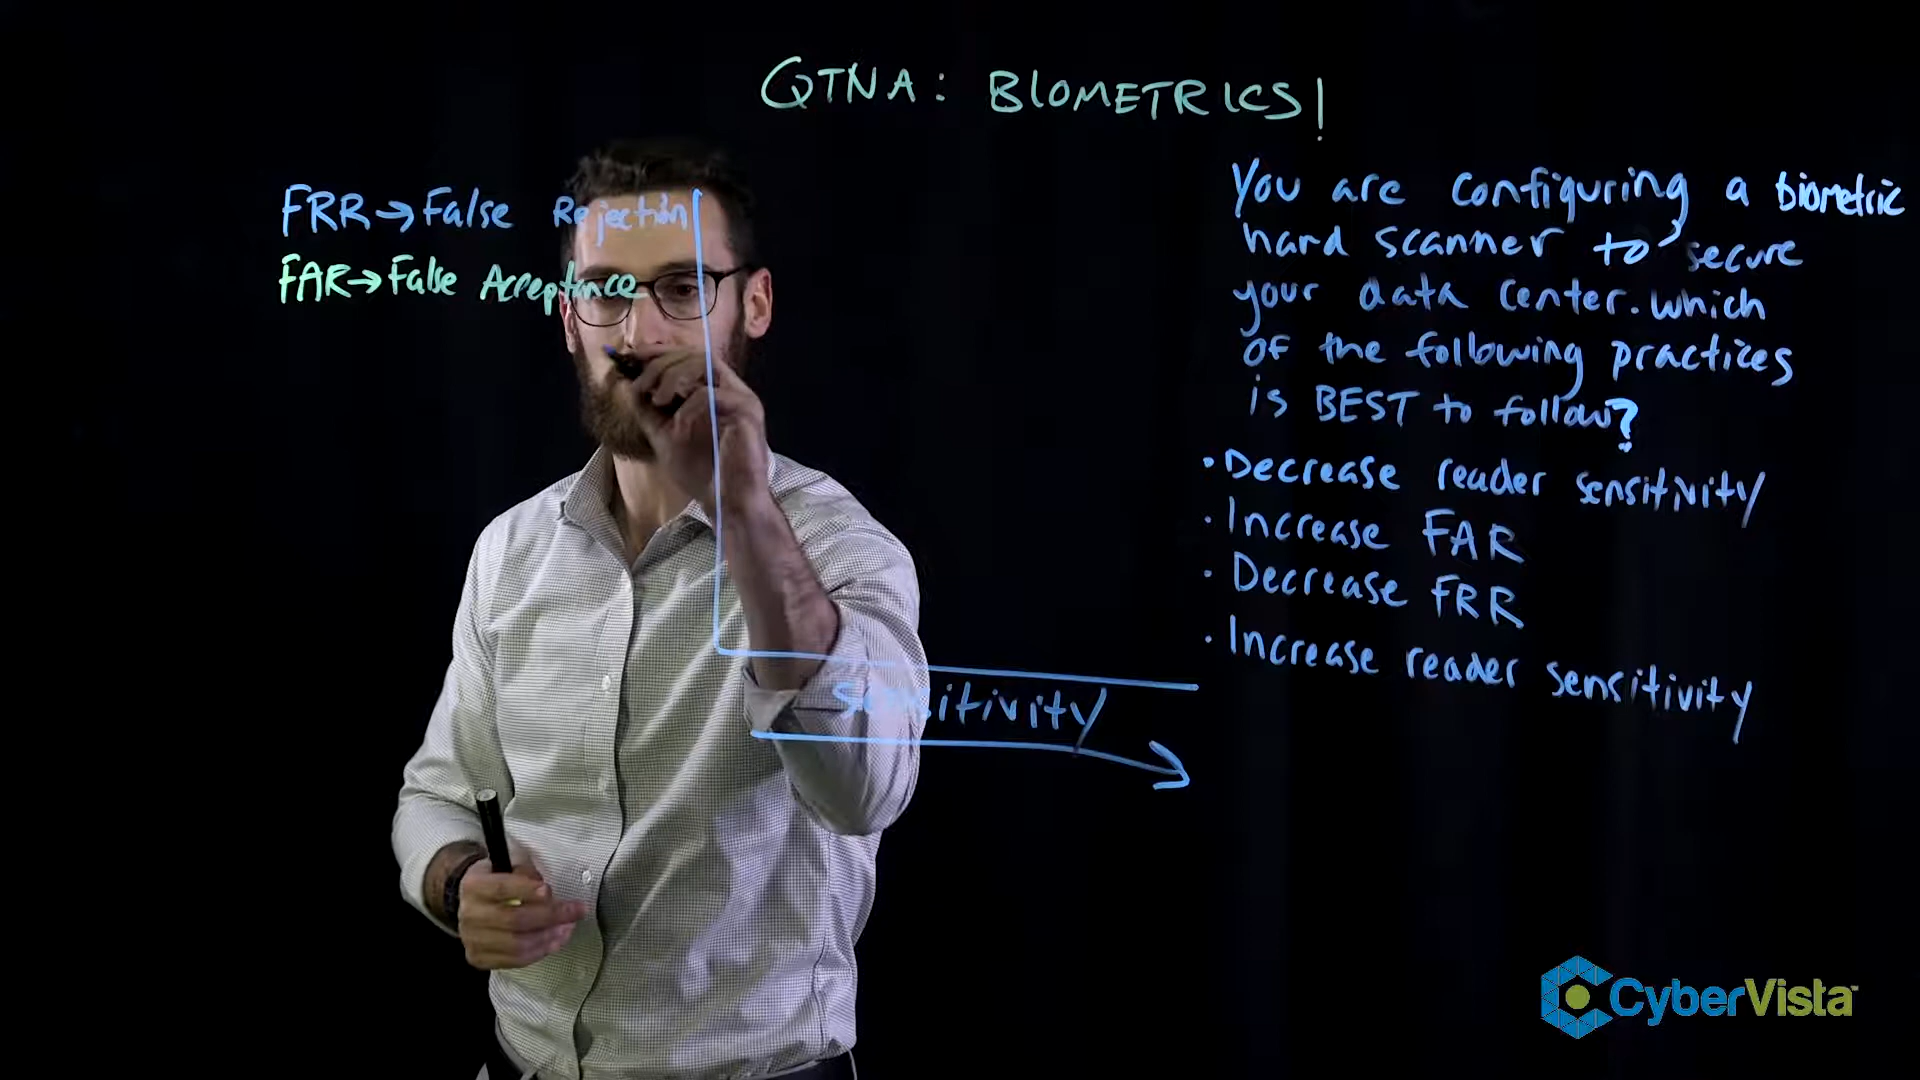 QTNA: BIOMETRICS!
FRR→False Rejection
FAR→False Acceptance
You are configuring a biometric
hand scanner to secure
your data center. which
of the following practices
is BEST to follow?
• Decrease reader sensitivity
• Increase FAR
• Decrease FRR
• Increase reader sensitivity
Sensitivity
CyberVista